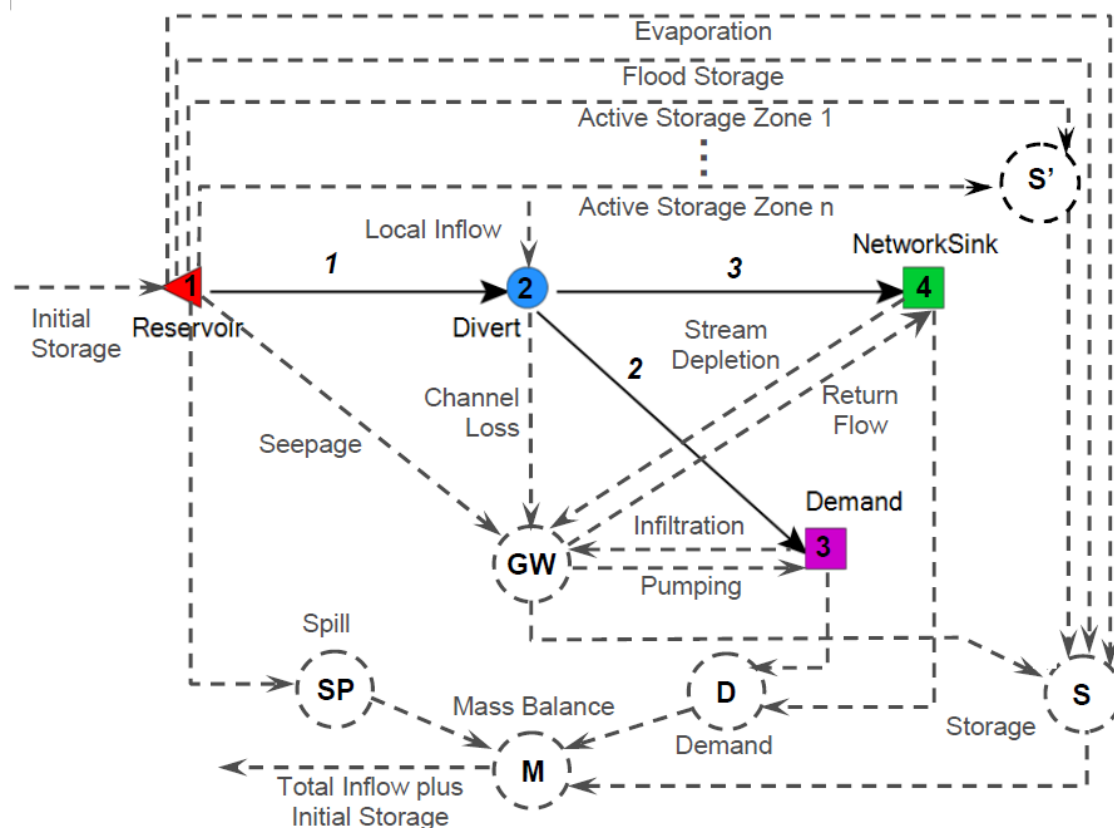 Evaporation
Flood Storage
Active Storage Zone 1
S’
Active Storage Zone n
Local Inflow
NetworkSink
1
3
1
2
4
Initial
Storage
Reservoir
Divert
Stream
Depletion
2
Channel
Loss
Return
Flow
Seepage
Demand
Infiltration
3
GW
Pumping
Spill
SP
D
S
Mass Balance
Storage
Demand
M
Total Inflow plus
Initial Storage